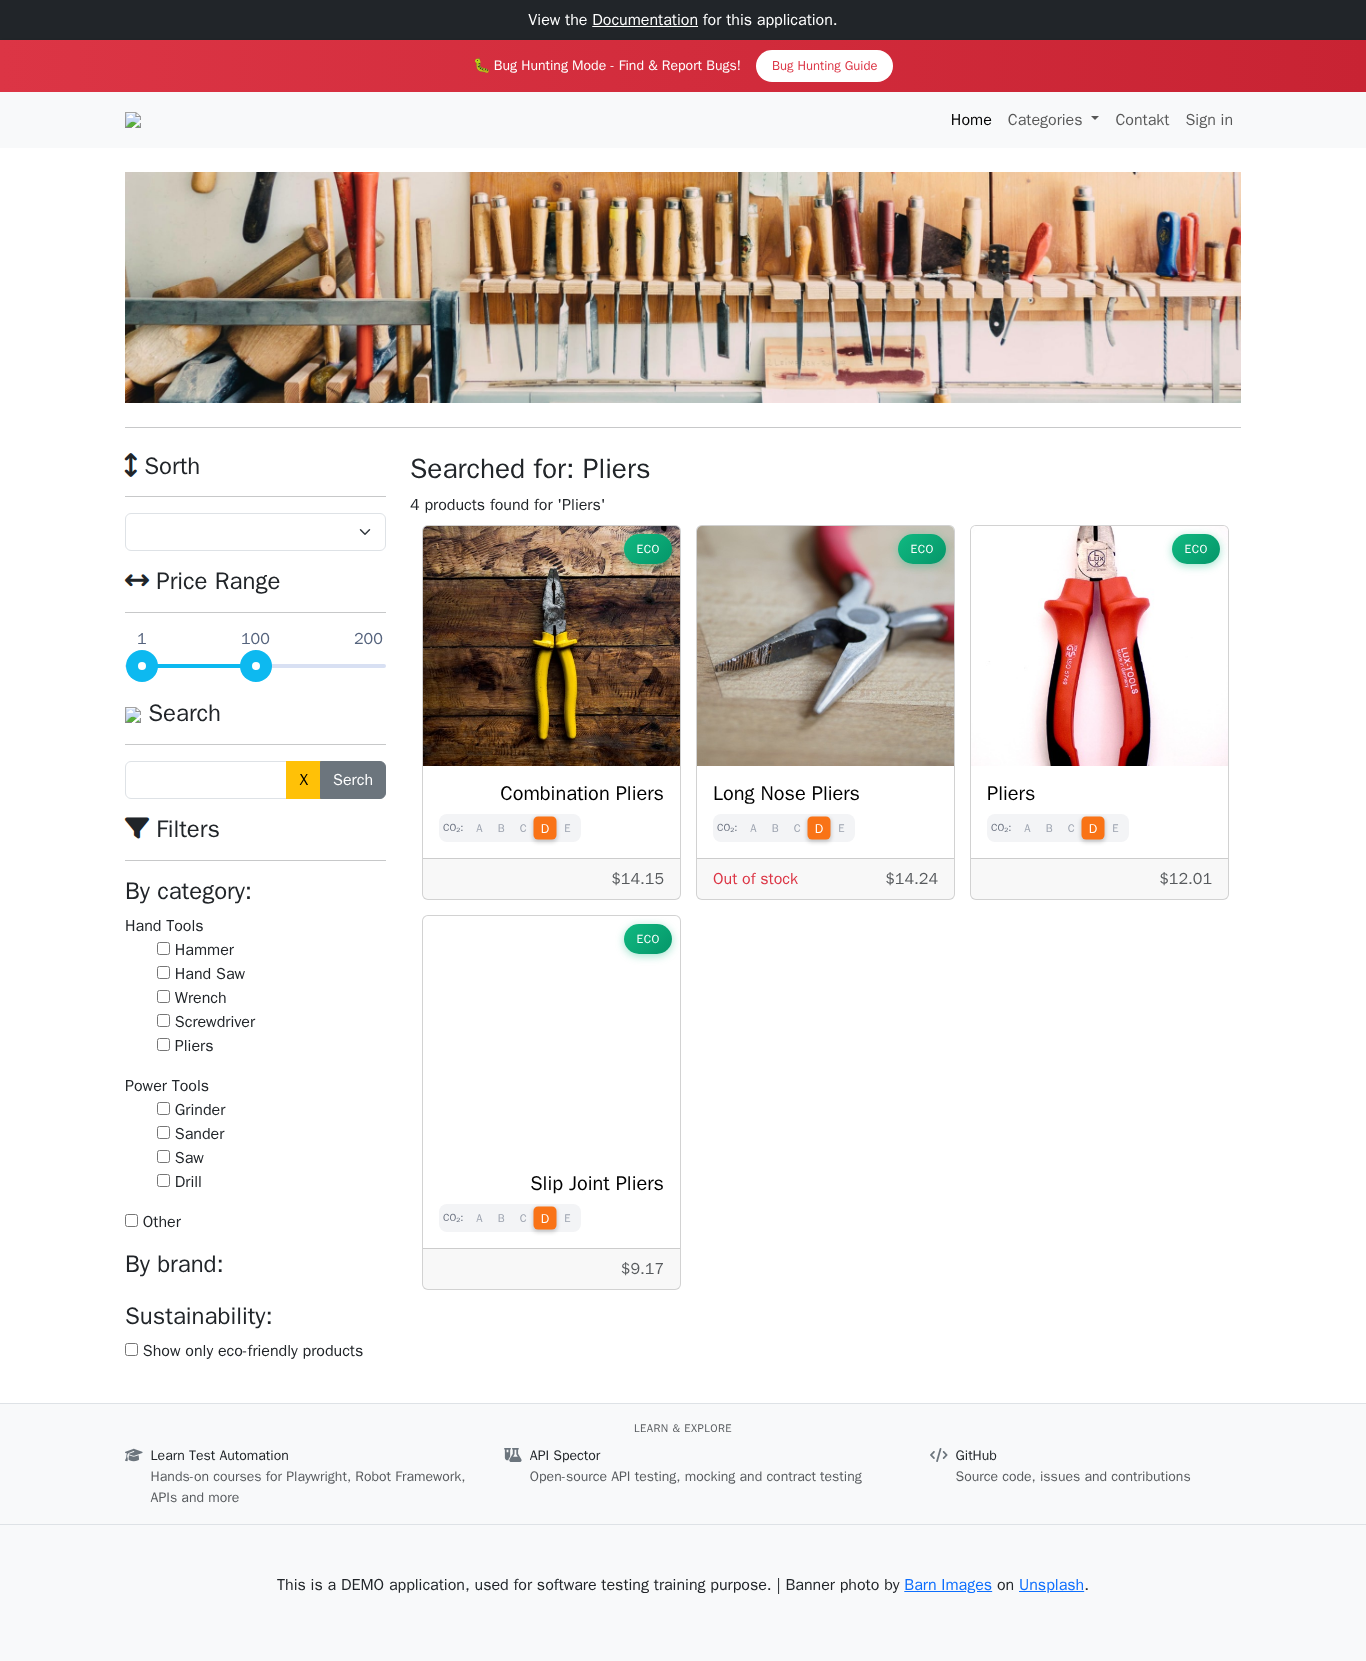 View the Documentation for this application.
Bug Hunting Mode - Find & Report Bugs! Bug Hunting Guide
Home Categories Contakt Sign in
Sorth
Price Range
1 100 200
Search
X Serch
Filters
By category:
Hand Tools
Hammer
Hand Saw
Wrench
Screwdriver
Pliers
Power Tools
Grinder
Sander
Saw
Drill
Other
By brand:
Sustainability:
Show only eco-friendly products
Searched for: Pliers
4 products found for 'Pliers'
ECO
Combination Pliers
CO₂: A B C D E
$14.15
ECO
Long Nose Pliers
CO₂: A B C D E
Out of stock $14.24
ECO
LUX-TOOLS
Pliers
CO₂: A B C D E
$12.01
ECO
Slip Joint Pliers
CO₂: A B C D E
$9.17
LEARN & EXPLORE
Learn Test Automation
Hands-on courses for Playwright, Robot Framework,
APIs and more
API Spector
Open-source API testing, mocking and contract testing
GitHub
Source code, issues and contributions
This is a DEMO application, used for software testing training purpose. | Banner photo by Barn Images on Unsplash.